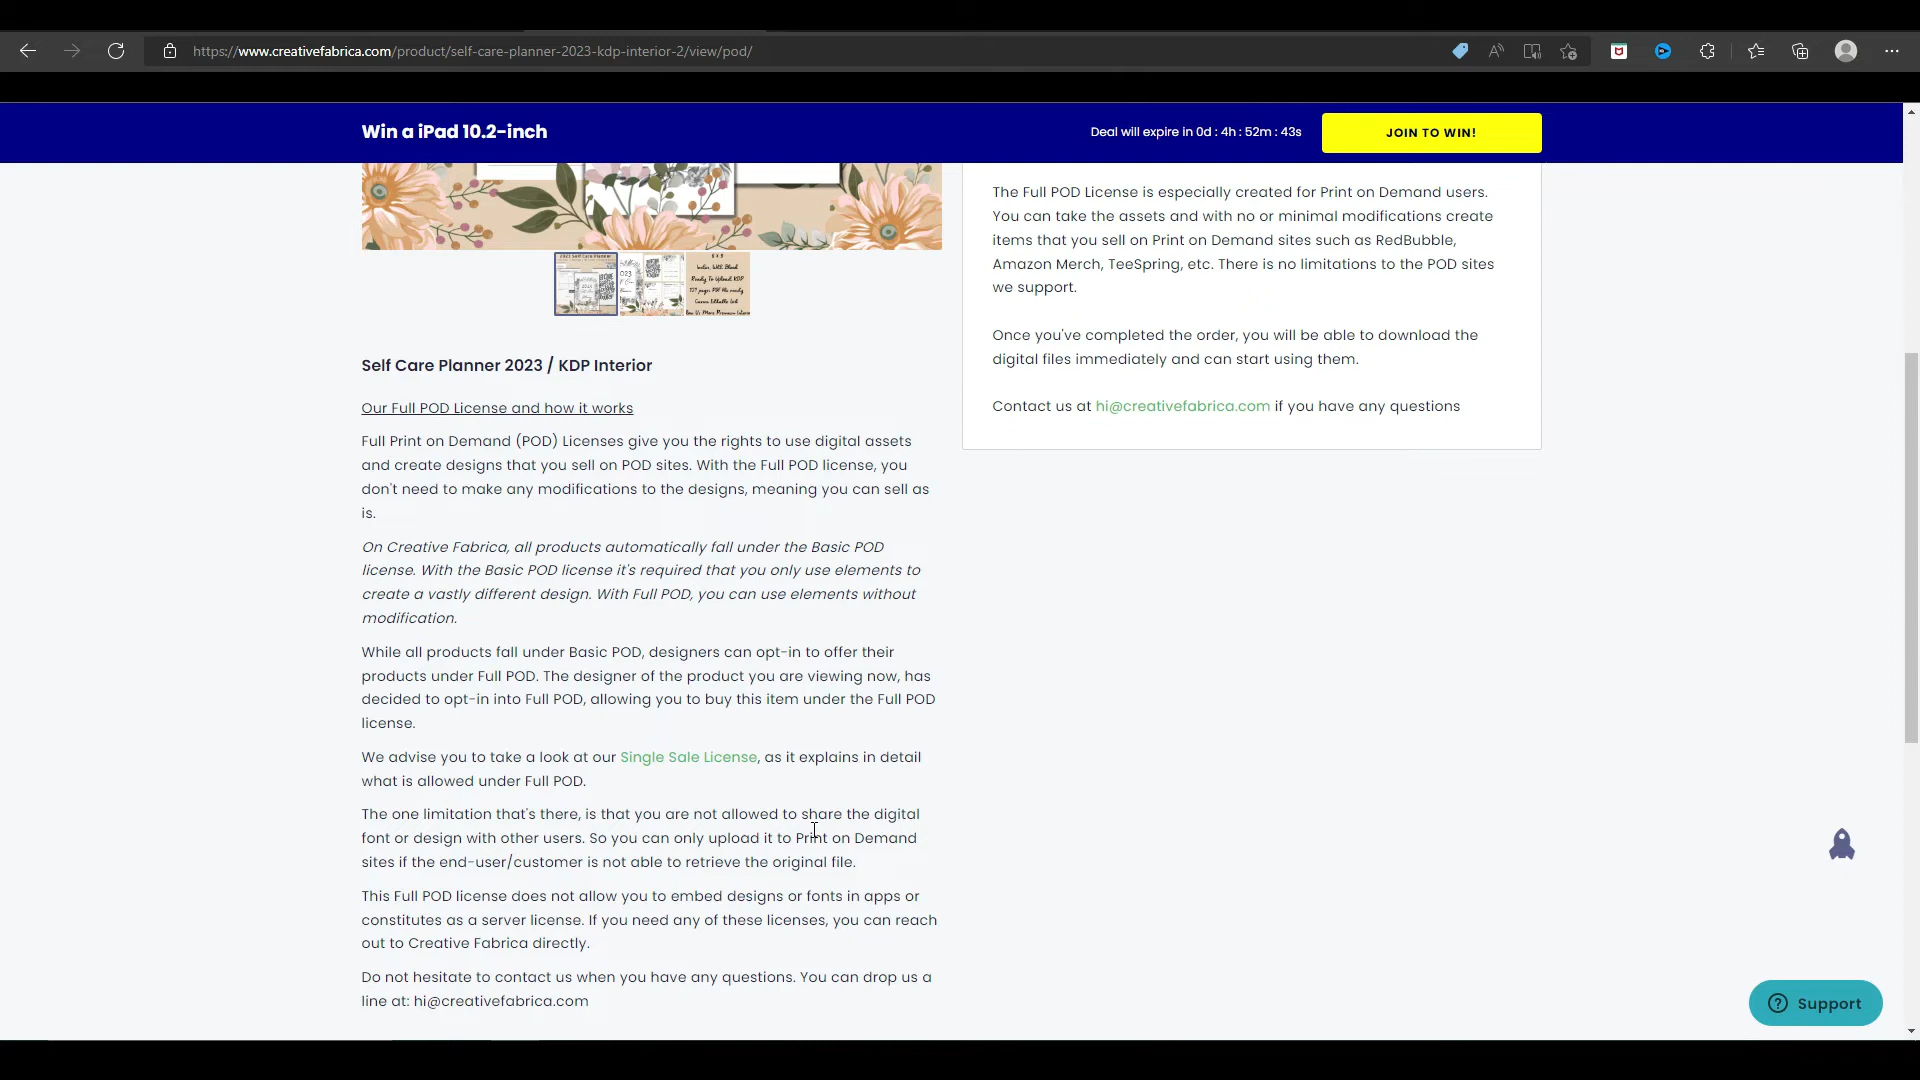 https://www.creativefabrica.com/product/self-care-planner-2023-kdp-interior-2/view/pod/
Win a iPad 10.2-inch
Deal will expire in 0d : 4h : 52m : 43s
JOIN TO WIN!
Self Care Planner 2023 / KDP Interior
Our Full POD License and how it works
Full Print on Demand (POD) Licenses give you the rights to use digital assets
and create designs that you sell on POD sites. With the Full POD license, you
don't need to make any modifications to the designs, meaning you can sell as
is.
On Creative Fabrica, all products automatically fall under the Basic POD
license. With the Basic POD license it's required that you only use elements to
create a vastly different design. With Full POD, you can use elements without
modification.
While all products fall under Basic POD, designers can opt-in to offer their
products under Full POD. The designer of the product you are viewing now, has
decided to opt-in into Full POD, allowing you to buy this item under the Full POD
license.
We advise you to take a look at our Single Sale License, as it explains in detail
what is allowed under Full POD.
The one limitation that's there, is that you are not allowed to share the digital
font or design with other users. So you can only upload it to Print on Demand
sites if the end-user/customer is not able to retrieve the original file.
This Full POD license does not allow you to embed designs or fonts in apps or
constitutes as a server license. If you need any of these licenses, you can reach
out to Creative Fabrica directly.
Do not hesitate to contact us when you have any questions. You can drop us a
line at: hi@creativefabrica.com
The Full POD License is especially created for Print on Demand users.
You can take the assets and with no or minimal modifications create
items that you sell on Print on Demand sites such as RedBubble,
Amazon Merch, TeeSpring, etc. There is no limitations to the POD sites
we support.
Once you've completed the order, you will be able to download the
digital files immediately and can start using them.
Contact us at hi@creativefabrica.com if you have any questions
Support